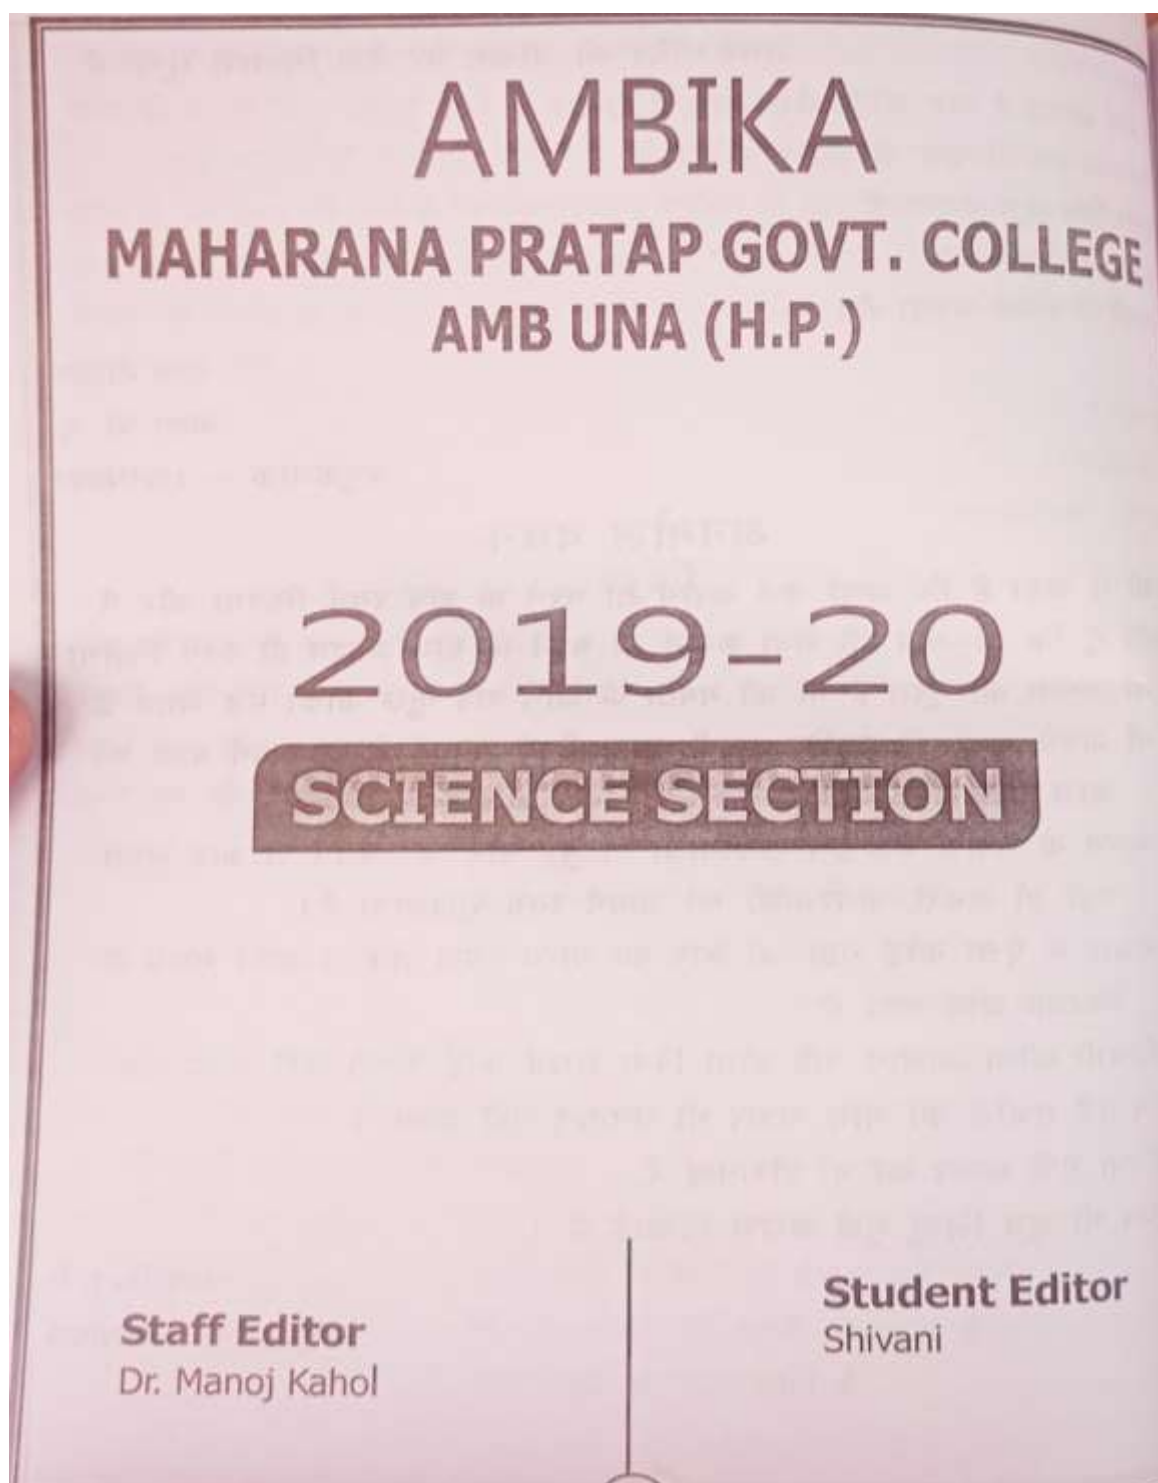 AMBIKA
MAHARANA PRATAP GOVT. COLLEGE
AMB UNA (H.P.)
2019-20
SCIENCE SECTION
Staff Editor
Dr. Manoj Kahol
Student Editor
Shivani